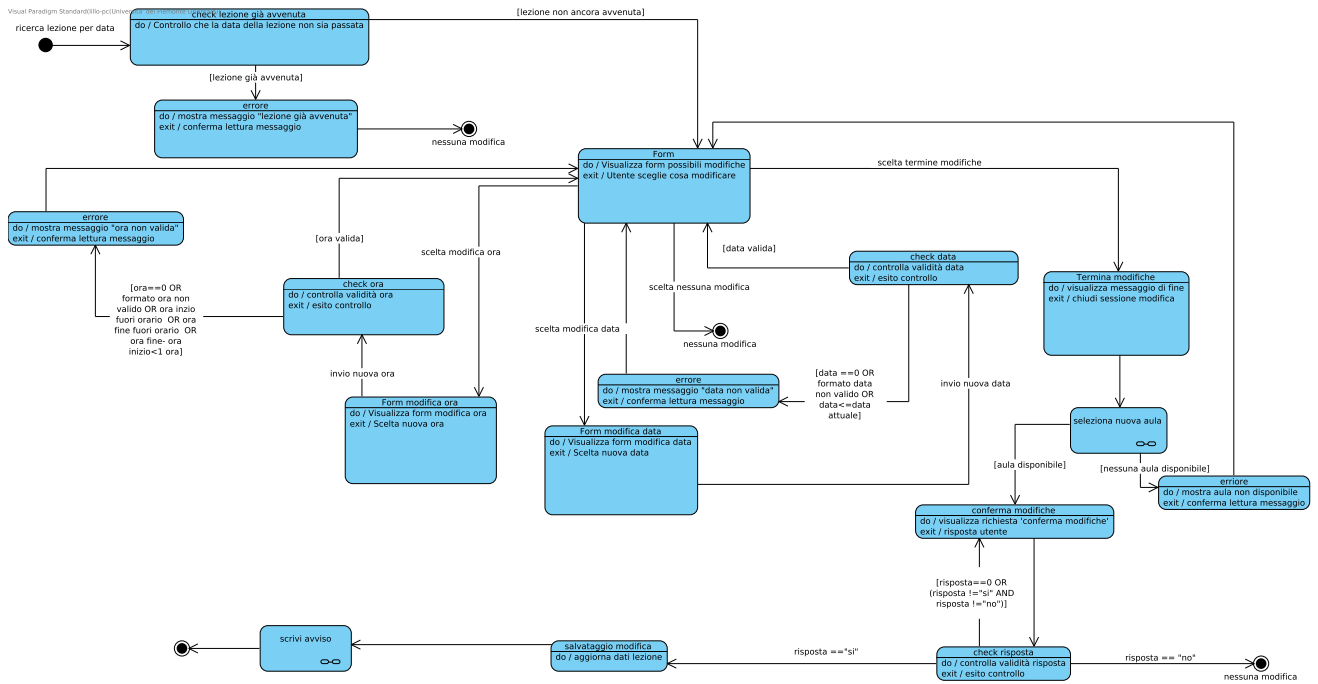 Visual Paradigm Standard(lillo-pc(Università
check lezione già avvenuta
do / Controllo che la data della lezione non sia passata
ricerca lezione per data
[lezione non ancora avvenuta]
[lezione già avvenuta]
errore
do / mostra messaggio "lezione già avvenuta"
exit / conferma lettura messaggio
nessuna modifica
Form
do / Visualizza form possibili modifiche
exit / Utente sceglie cosa modificare
scelta termine modifiche
errore
do / mostra messaggio "ora non valida"
exit / conferma lettura messaggio
[ora valida]
scelta modifica ora
[data valida]
check data
do / controlla validità data
exit / esito controllo
check ora
do / controlla validità ora
exit / esito controllo
[ora==0 OR
formato ora non
valido OR ora inzio
fuori orario OR ora
fine fuori orario OR
ora fine- ora
inizio<1 ora]
scelta nessuna modifica
Termina modifiche
do / visualizza messaggio di fine
exit / chiudi sessione modifica
scelta modifica data
nessuna modifica
invio nuova ora
errore
do / mostra messaggio "data non valida"
exit / conferma lettura messaggio
[data ==0 OR
formato data
non valido OR
data<=data
attuale]
invio nuova data
Form modifica ora
do / Visualizza form modifica ora
exit / Scelta nuova ora
Form modifica data
do / Visualizza form modifica data
exit / Scelta nuova data
seleziona nuova aula
[aula disponibile]
[nessuna aula disponibile]
erriore
do / mostra aula non disponibile
exit / conferma lettura messaggio
conferma modifiche
do / visualizza richiesta 'conferma modifiche'
exit / risposta utente
[risposta==0 OR
(risposta !="si" AND
risposta !="no")]
scrivi avviso
salvataggio modifica
do / aggiorna dati lezione
risposta =="si"
check risposta
do / controlla validità risposta
exit / esito controllo
risposta == "no"
nessuna modifica